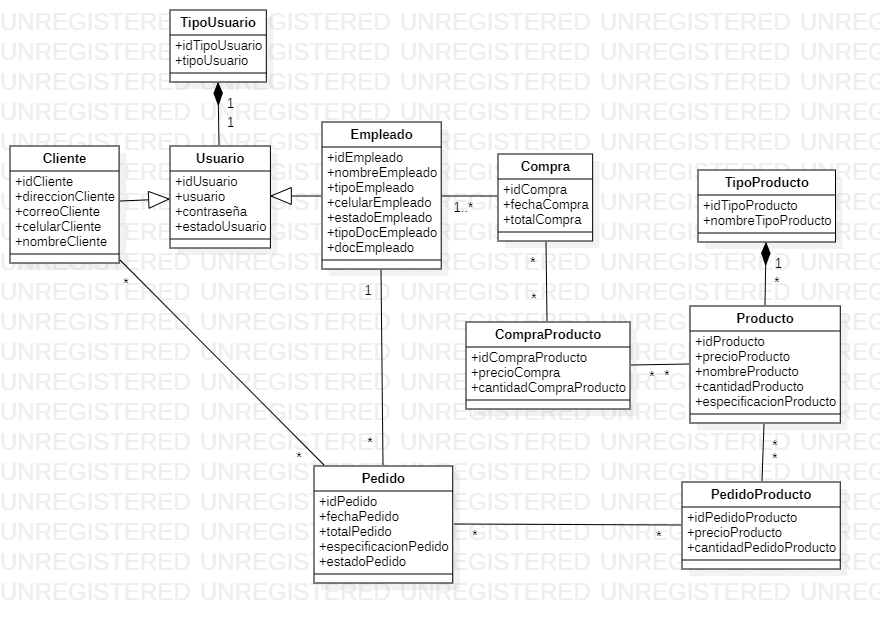 TipoUsuario
+idTipoUsuario
+tipoUsuario
1
1
Cliente
+idCliente
+direccionCliente
+correoCliente
+celularCliente
+nombreCliente
Usuario
+idUsuario
+usuario
+contraseña
+estadoUsuario
Empleado
+idEmpleado
+nombreEmpleado
+tipoEmpleado
+celularEmpleado
+estadoEmpleado
+tipoDocEmpleado
+docEmpleado
1..*
Compra
+idCompra
+fechaCompra
+totalCompra
TipoProducto
+idTipoProducto
+nombreTipoProducto
1
*
*
*
*
1
CompraProducto
+idCompraProducto
+precioCompra
+cantidadCompraProducto
* *
Producto
+idProducto
+precioProducto
+nombreProducto
+cantidadProducto
+especificacionProducto
*
*
*
*
Pedido
+idPedido
+fechaPedido
+totalPedido
+especificacionPedido
+estadoPedido
* *
PedidoProducto
+idPedidoProducto
+precioProducto
+cantidadPedidoProducto
UNREGISTERED UNREGISTERED UNREGISTERED UNREGISTERED UNREG